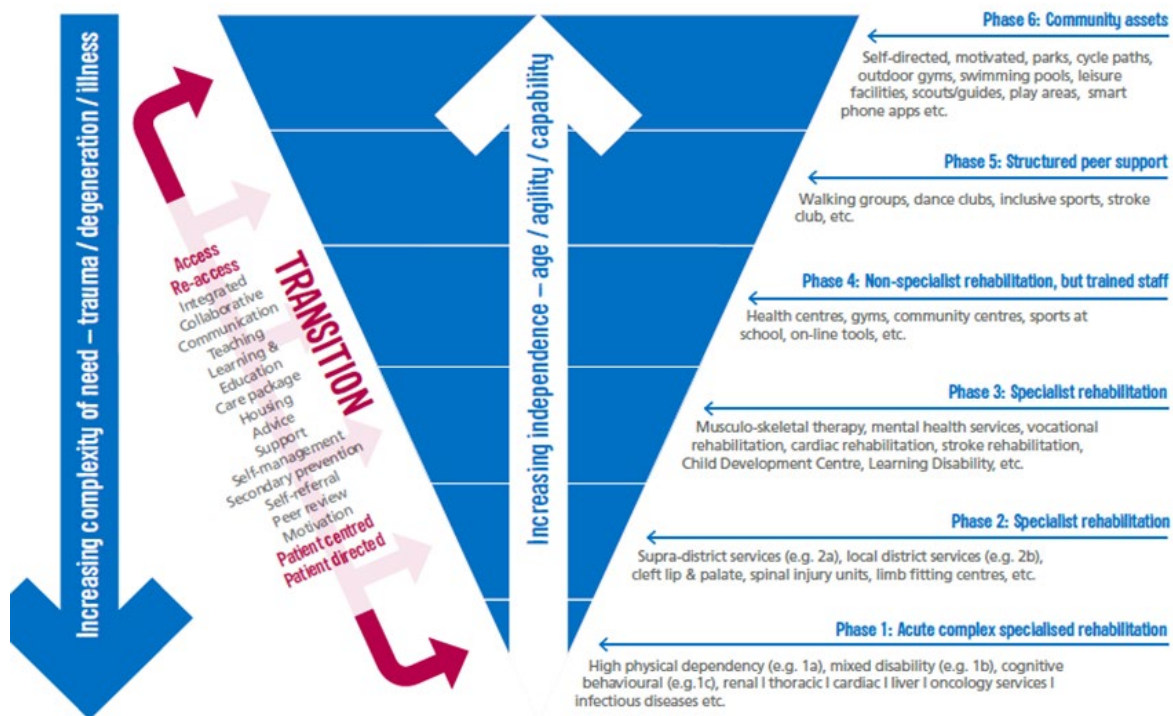 Increasing complexity of need – trauma / degeneration / illness
Access
Re-access
Integrated
Collaborative
Communication
Teaching
Learning &
Education
Care package
Housing
Advice
Support
Self-management
Secondary prevention
Self-referral
Peer review
Motivation
Patient centred
Patient directed
TRANSITION
Increasing independence – age / agility / capability
Phase 6: Community assets
Self-directed, motivated, parks, cycle paths,
outdoor gyms, swimming pools, leisure
facilities, scouts/guides, play areas, smart
phone apps etc.
Phase 5: Structured peer support
Walking groups, dance clubs, inclusive sports, stroke
club, etc.
Phase 4: Non-specialist rehabilitation, but trained staff
Health centres, gyms, community centres, sports at
school, on-line tools, etc.
Phase 3: Specialist rehabilitation
Musculo-skeletal therapy, mental health services, vocational
rehabilitation, cardiac rehabilitation, stroke rehabilitation,
Child Development Centre, Learning Disability, etc.
Phase 2: Specialist rehabilitation
Supra-district services (e.g. 2a), local district services (e.g. 2b),
cleft lip & palate, spinal injury units, limb fitting centres, etc.
Phase 1: Acute complex specialised rehabilitation
High physical dependency (e.g. 1a), mixed disability (e.g. 1b), cognitive
behavioural (e.g.1c), renal I thoracic I cardiac I liver I oncology services I
infectious diseases etc.